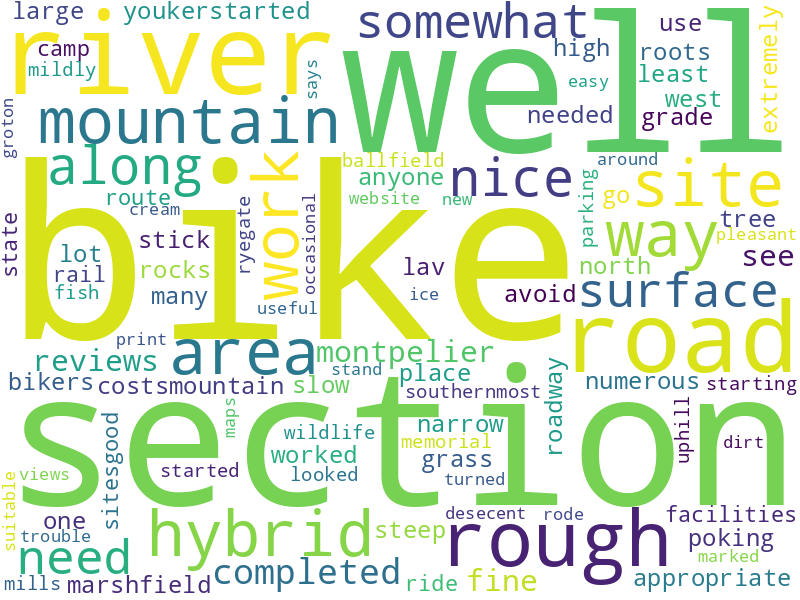 large
youkerstarted
somewhat
use
extremely
river
camp
mildly
says
well
high
roots
easy
least
west
needed
grade
groton
mountain
along
route
cream
work
ballfield
anyone
website
new
nice
around
parking
go
site
way
tree
pleasant
state
lot
rail
fish
stick
rocks
many
ryegate
occasional
useful
bike
lav
ice
avoid
north
surface
see
print
reviews
area
montpelier
stand
place
road
bikers
costsmountain
slow
southernmost
roadway
numerous
starting
maps
section
sitesgood
started
wildlife
worked
looked
narrow
memorial
grass
turned
uphill
dirt
views
suitable
one
trouble
need
hybrid
steep
desecent
rode
rough
facilities
poking
marked
mills
marshfield
completed
ride
fine
appropriate